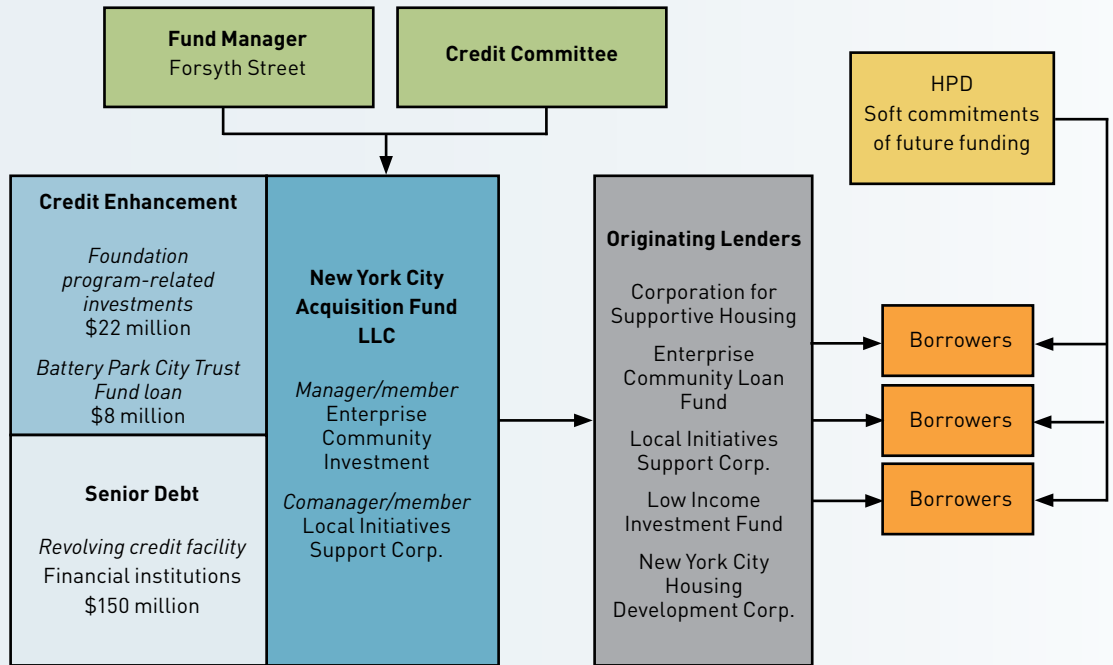 Fund Manager
Forsyth Street
Credit Committee
HPD
Soft commitments
of future funding
Credit Enhancement
Foundation
program-related
investments
$22 million
Battery Park City Trust
Fund loan
$8 million
Senior Debt
Revolving credit facility
Financial institutions
$150 million
New York City
Acquisition Fund
LLC
Manager/member
Enterprise
Community
Investment
Comanager/member
Local Initiatives
Support Corp.
Originating Lenders
Corporation for
Supportive Housing
Enterprise
Community Loan
Fund
Local Initiatives
Support Corp.
Low Income
Investment Fund
New York City
Housing
Development Corp.
Borrowers
Borrowers
Borrowers